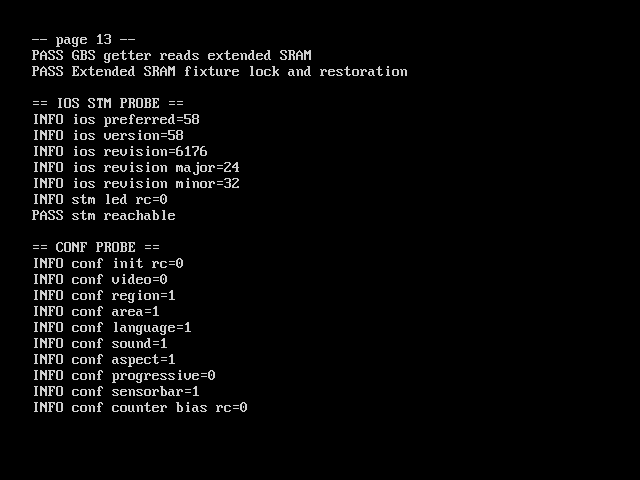 -- page 13 --
PASS GBS getter reads extended SRAM
PASS Extended SRAM fixture lock and restoration
== IOS STM PROBE ==
INFO ios preferred=58
INFO ios version=58
INFO ios revision=6176
INFO ios revision major=24
INFO ios revision minor=32
INFO stm led rc=0
PASS stm reachable
== CONF PROBE ==
INFO conf init rc=0
INFO conf video=0
INFO conf region=1
INFO conf area=1
INFO conf language=1
INFO conf sound=1
INFO conf aspect=1
INFO conf progressive=0
INFO conf sensorbar=1
INFO conf counter bias rc=0